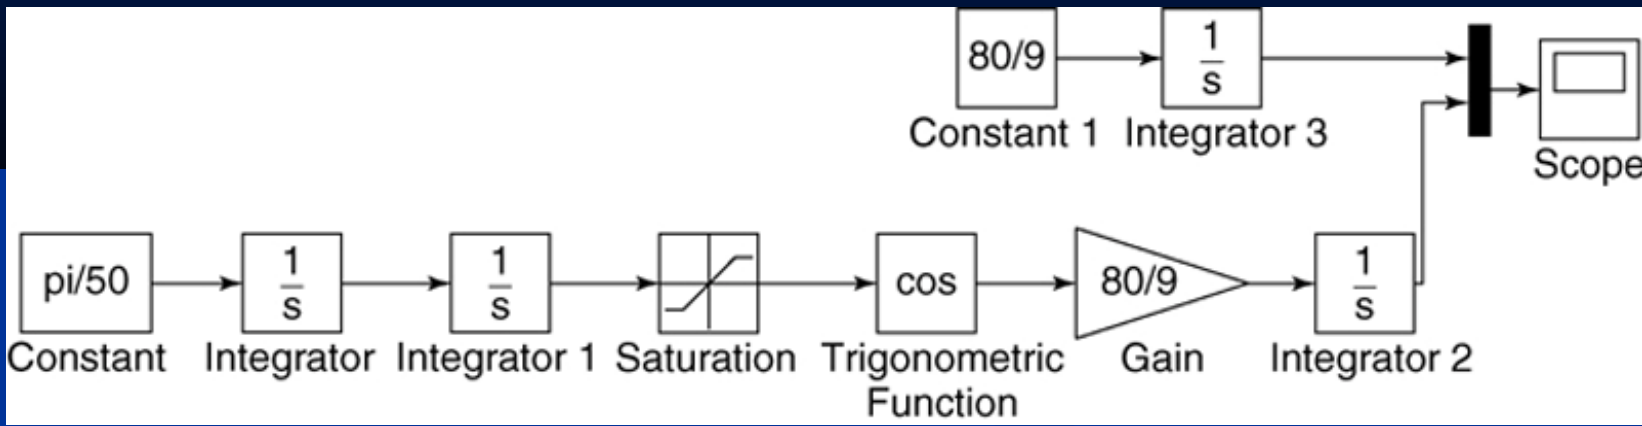 80/9
1
s
Constant 1
Integrator 3
Scope
pi/50
1
s
1
s
cos
80/9
1
s
Constant
Integrator
Integrator 1
Saturation
Trigonometric
Function
Gain
Integrator 2